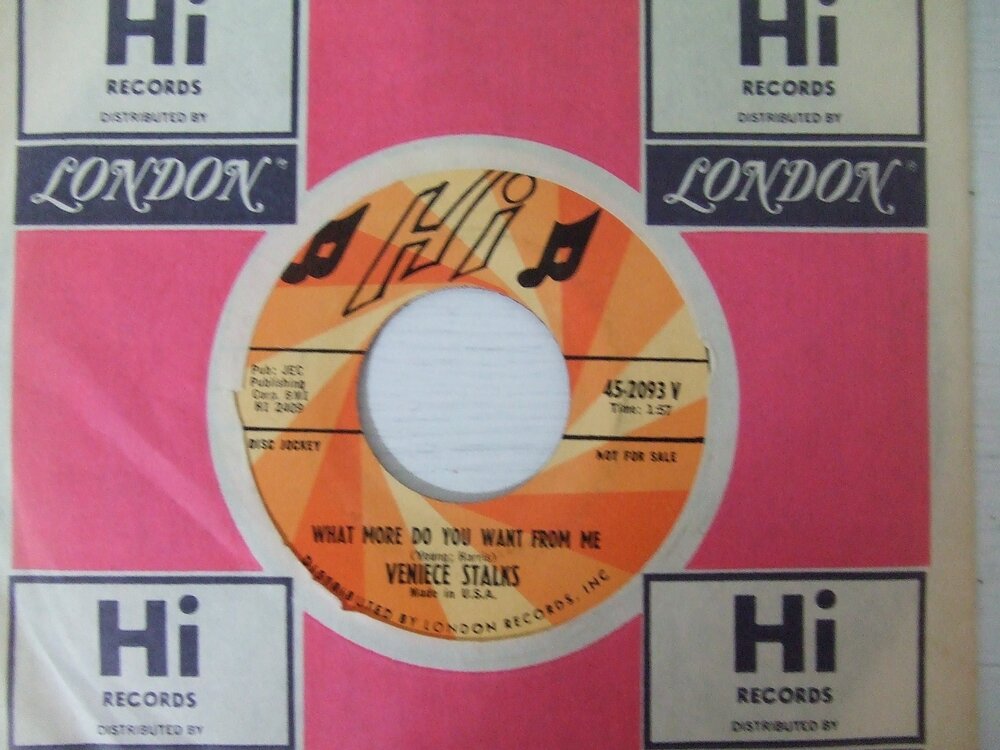 Hi
RECORDS
DISTRIBUTED BY
LONDON
Hi
RECORDS
DISTRIBUTED BY
LONDON
Hi
Pub: JEC
Publishing
Corp. BMI
HI 2409
DISC JOCKEY
45-2093 V
Time: 1:57
NOT FOR SALE
WHAT MORE DO YOU WANT FROM ME
(Young; Harris)
VENIECE STALKS
Made in U.S.A.
DISTRIBUTED BY LONDON RECORDS, INC
Hi
RECORDS
DISTRIBUTED BY
Hi
RECORDS
DISTRIBUTED BY